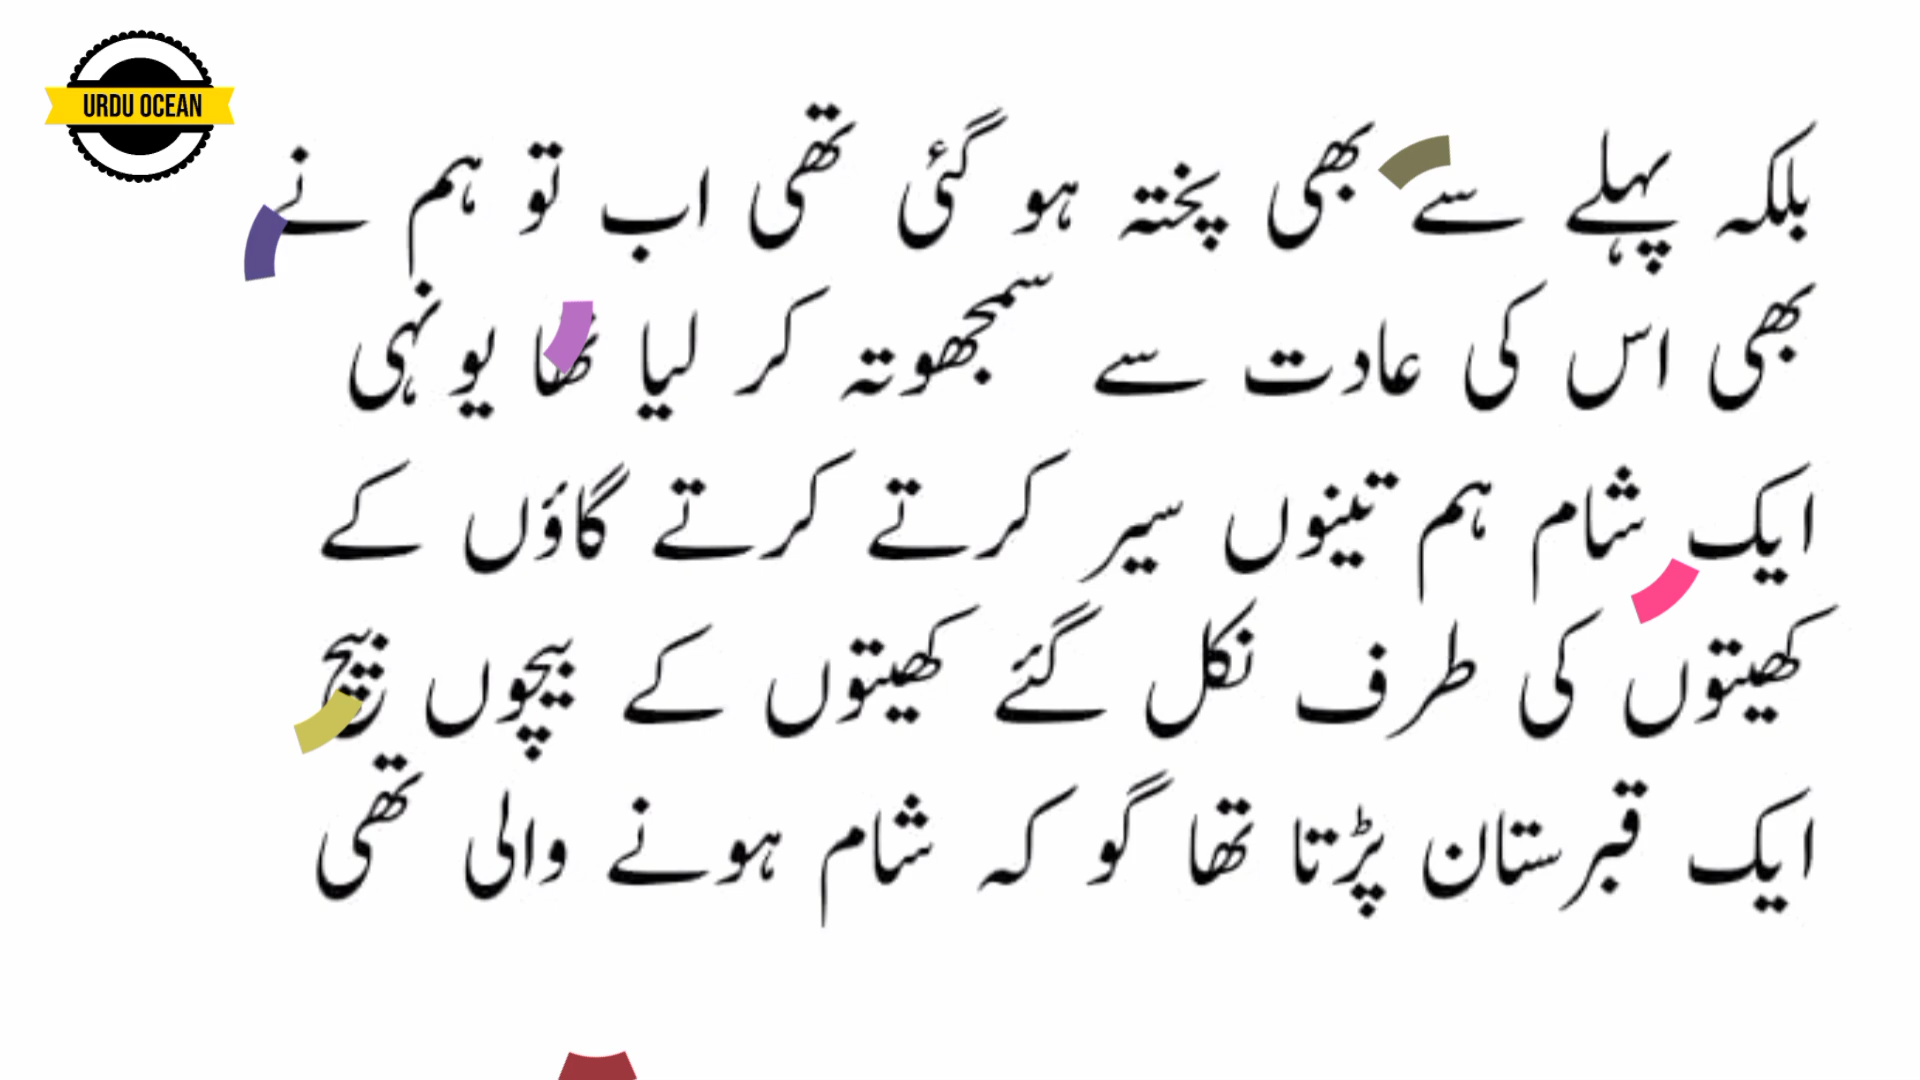 URDU OCEAN
بلکہ پہلے سے بھی پختہ ہو گئی تھی اب تو ہم نے
بھی اس کی عادت سے سمجھوتہ کر لیا تھا یو نہی
ایک شام ہم تینوں سیر کرتے کرتے گاؤں کے
کھیتوں کی طرف نکل گئے کھیتوں کے بیچوں بیچ
ایک قبرستان پڑتا تھا گو کہ شام ہونے والی تھی